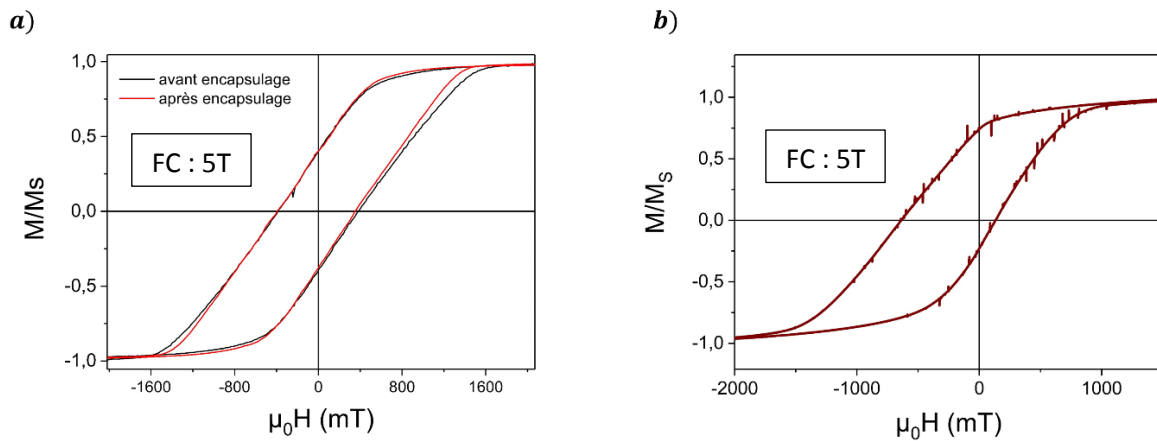 a)
1,0
0,5
0,0
-0,5
-1,0
M/Ms
avant encapsulage
après encapsulage
FC : 5T
-1600 -800 0 800 1600
µ₀H (mT)
b)
1,0
0,5
0,0
-0,5
-1,0
M/M_S
FC : 5T
-2000 -1000 0 1000
µ₀H (mT)